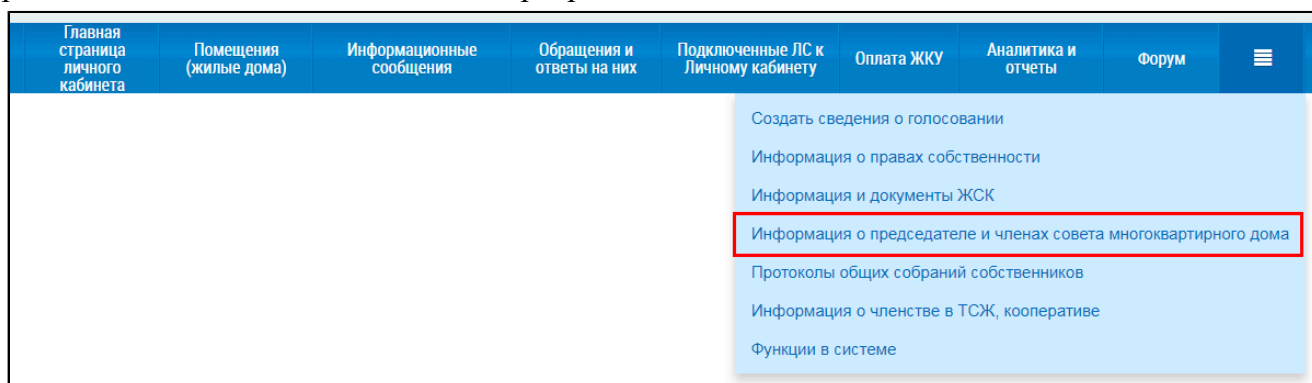 Главная
страница
личного
кабинета
Помещения
(жилые дома)
Информационные
сообщения
Обращения и
ответы на них
Подключенные ЛС к
Личному кабинету
Оплата ЖКУ
Аналитика и
отчеты
Форум
Создать сведения о голосовании
Информация о правах собственности
Информация и документы ЖСК
Информация о председателе и членах совета многоквартирного дома
Протоколы общих собраний собственников
Информация о членстве в ТСЖ, кооперативе
Функции в системе